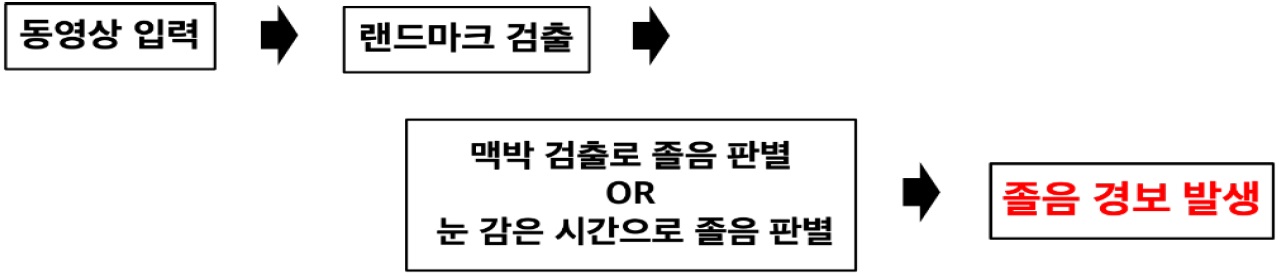 동영상 입력
랜드마크 검출
맥박 검출로 졸음 판별
OR
눈 감은 시간으로 졸음 판별
졸음 경보 발생